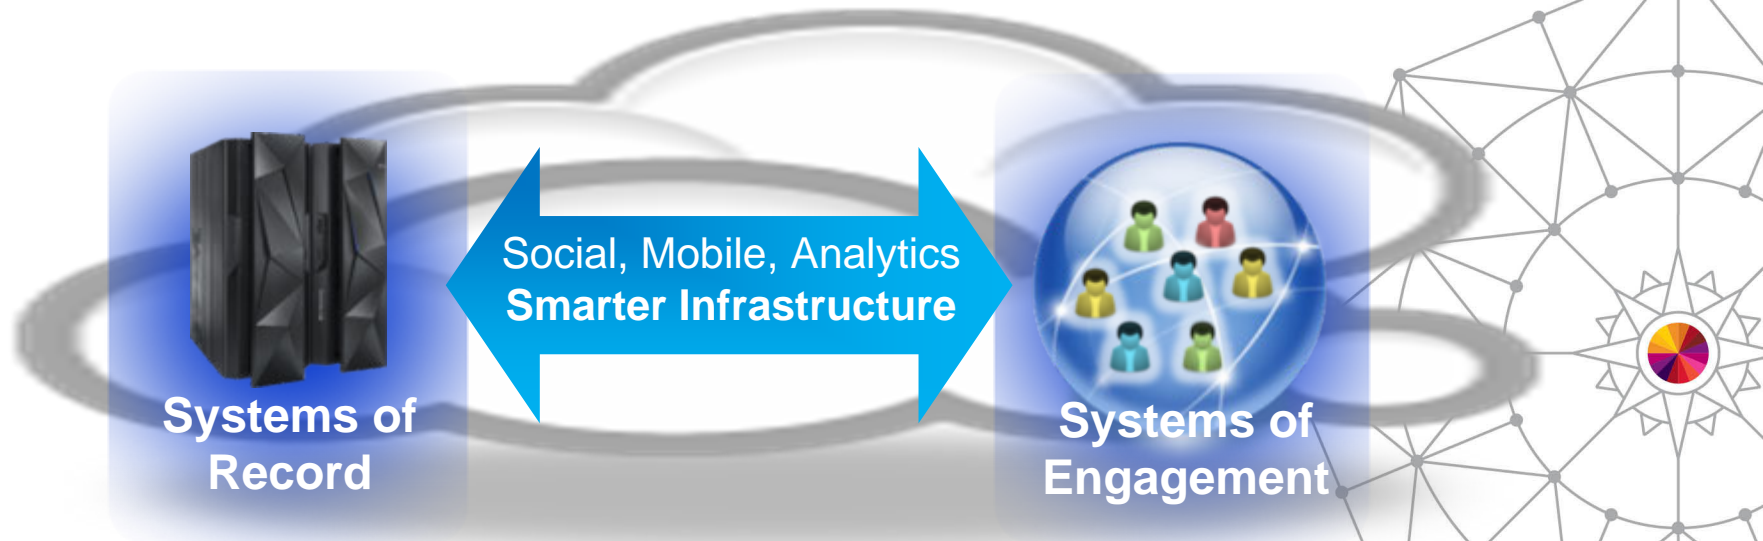 Social, Mobile, Analytics
Smarter Infrastructure
Systems of
Record
Systems of
Engagement